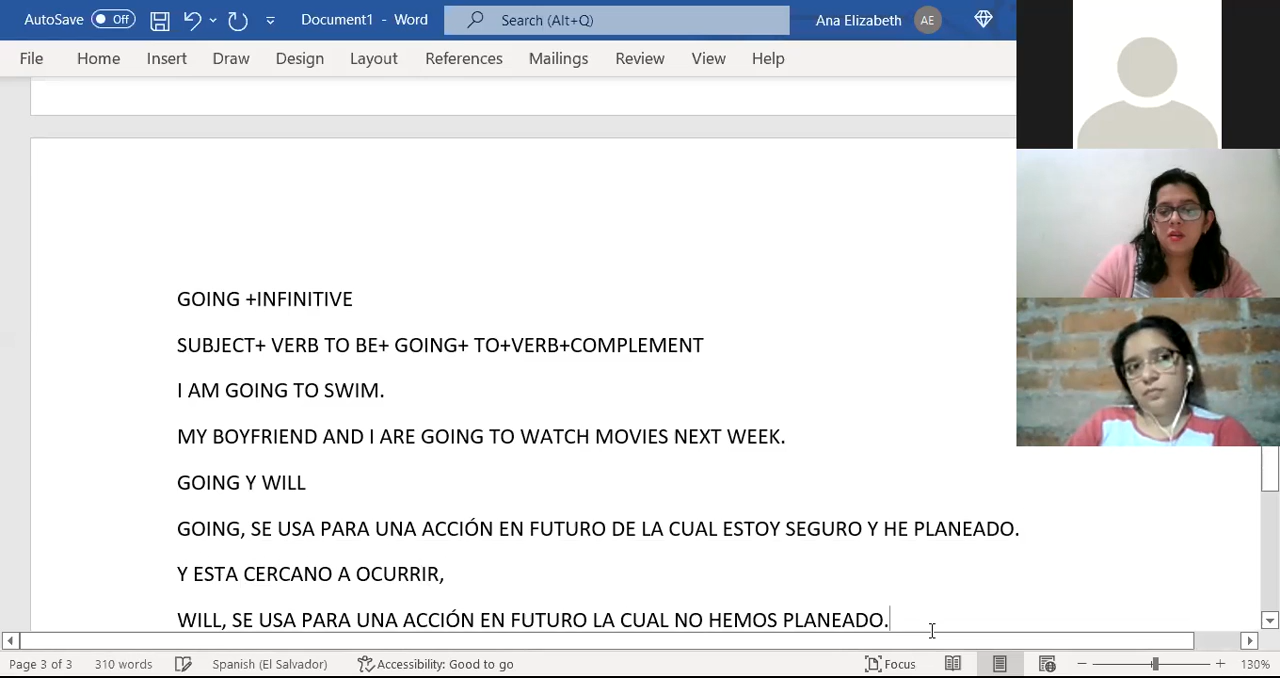 AutoSave Off Document1 - Word Search (Alt+Q) Ana Elizabeth AE
File Home Insert Draw Design Layout References Mailings Review View Help
GOING +INFINITIVE
SUBJECT+ VERB TO BE+ GOING+ TO+VERB+COMPLEMENT
I AM GOING TO SWIM.
MY BOYFRIEND AND I ARE GOING TO WATCH MOVIES NEXT WEEK.
GOING Y WILL
GOING, SE USA PARA UNA ACCIÓN EN FUTURO DE LA CUAL ESTOY SEGURO Y HE PLANEADO.
Y ESTA CERCANO A OCURRIR,
WILL, SE USA PARA UNA ACCIÓN EN FUTURO LA CUAL NO HEMOS PLANEADO.
Page 3 of 3 310 words Spanish (El Salvador) Accessibility: Good to go Focus 130%